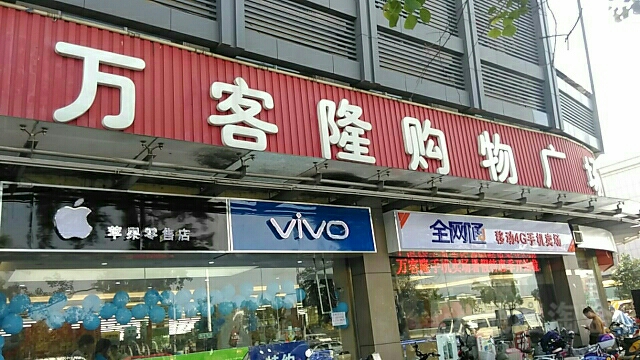 万客隆购物广场
苹果零售店
vivo
全网通
移动4G手机卖场